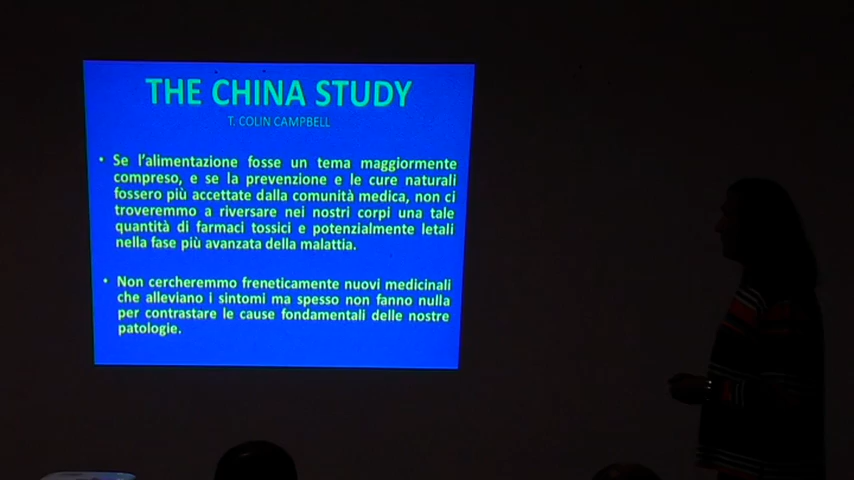 THE CHINA STUDY
T. COLIN CAMPBELL
• Se l'alimentazione fosse un tema maggiormente
compreso, e se la prevenzione e le cure naturali
fossero più accettate dalla comunità medica, non ci
troveremmo a riversare nei nostri corpi una tale
quantità di farmaci tossici e potenzialmente letali
nella fase più avanzata della malattia.
• Non cercheremmo freneticamente nuovi medicinali
che alleviano i sintomi ma spesso non fanno nulla
per contrastare le cause fondamentali delle nostre
patologie.